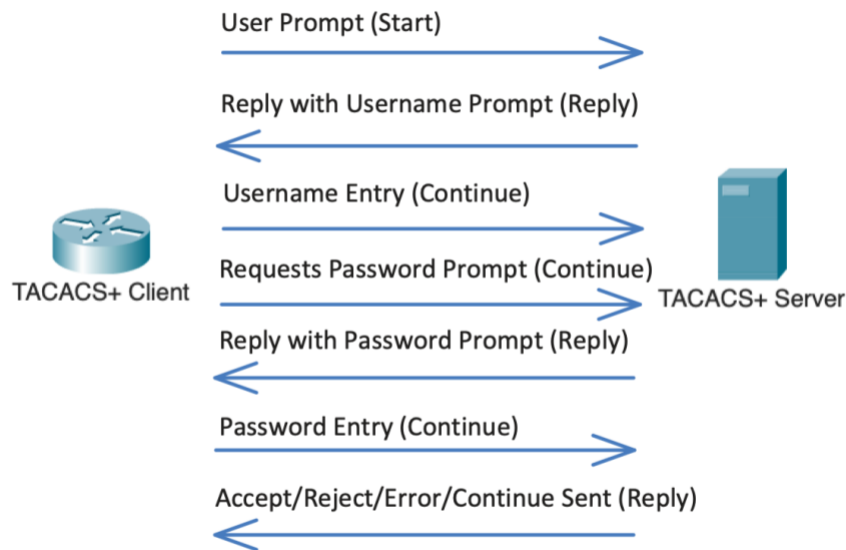 User Prompt (Start)
Reply with Username Prompt (Reply)
Username Entry (Continue)
Requests Password Prompt (Continue)
TACACS+ Client
TACACS+ Server
Reply with Password Prompt (Reply)
Password Entry (Continue)
Accept/Reject/Error/Continue Sent (Reply)